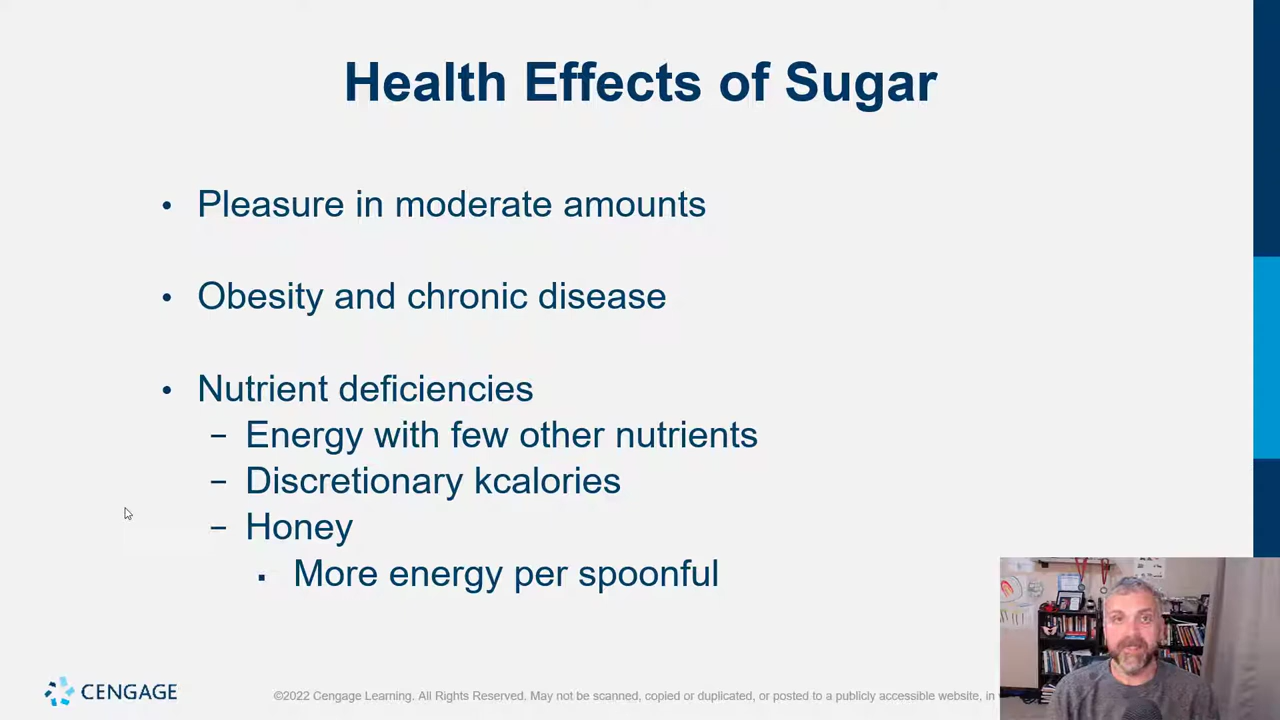 Health Effects of Sugar
• Pleasure in moderate amounts
• Obesity and chronic disease
• Nutrient deficiencies
− Energy with few other nutrients
− Discretionary kcalories
− Honey
▪ More energy per spoonful
CENGAGE
©2022 Cengage Learning. All Rights Reserved. May not be scanned, copied or duplicated, or posted to a publicly accessible website, in